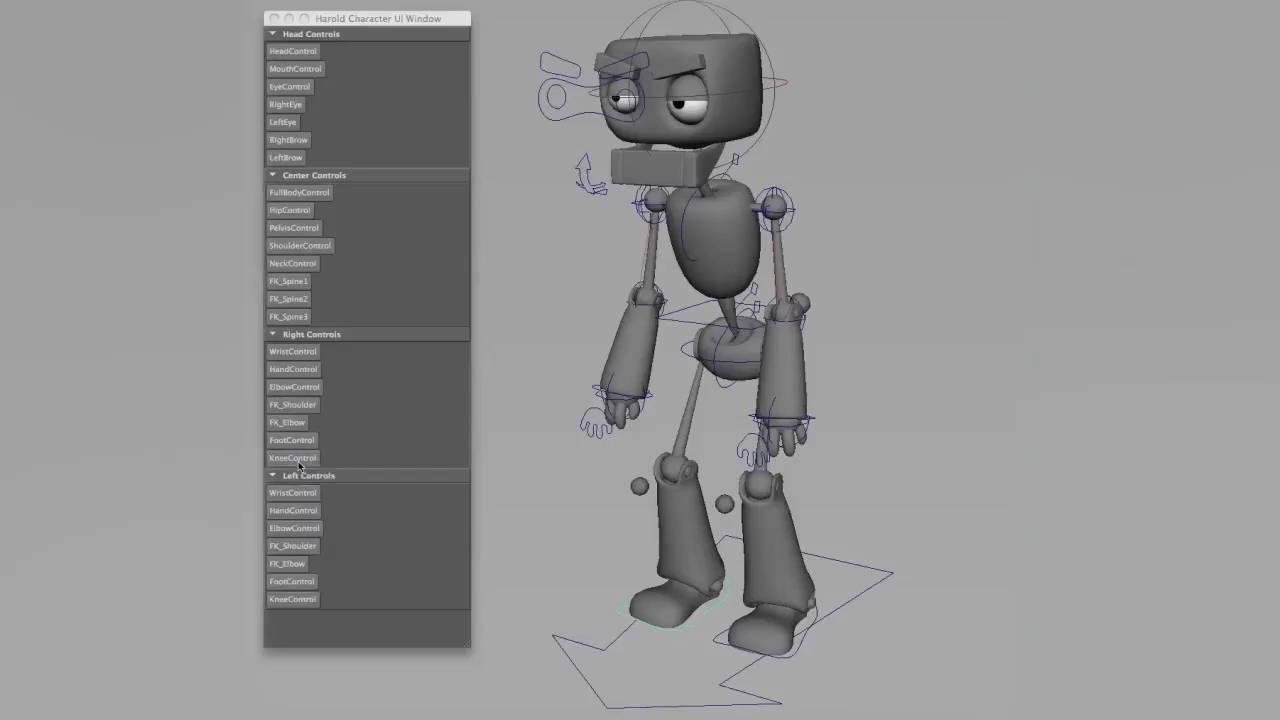 Harold Character UI Window
Head Controls
HeadControl
MouthControl
EyeControl
RightEye
LeftEye
RightBrow
LeftBrow
Center Controls
FullBodyControl
HipControl
PelvisControl
ShoulderControl
NeckControl
FK_Spine1
FK_Spine2
FK_Spine3
Right Controls
WristControl
HandControl
ElbowControl
FK_Shoulder
FK_Elbow
FootControl
KneeControl
Left Controls
WristControl
HandControl
ElbowControl
FK_Shoulder
FK_Elbow
FootControl
KneeControl